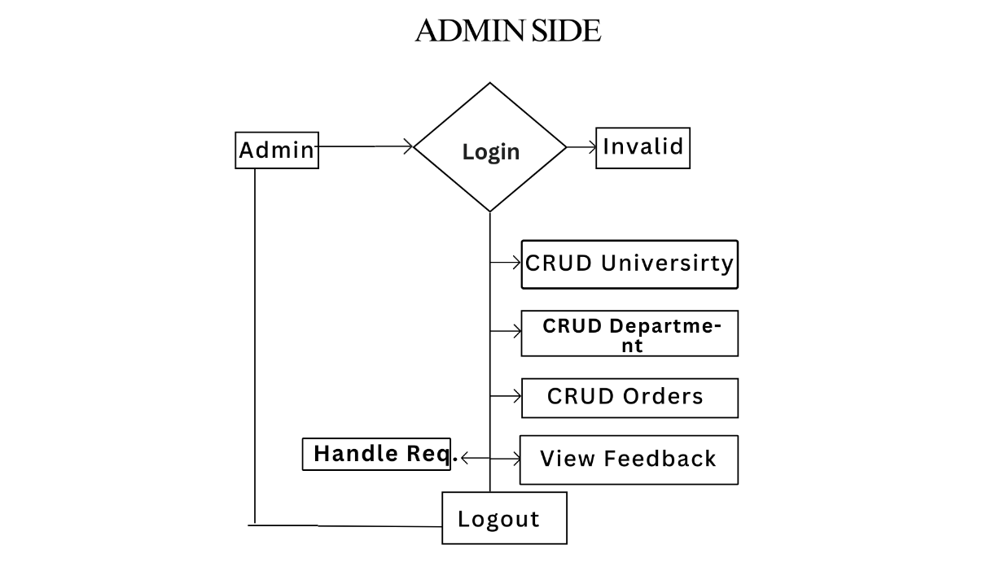 ADMIN SIDE
Admin
Login
Invalid
CRUD Universirty
CRUD Departme-
nt
CRUD Orders
Handle Req.
View Feedback
Logout